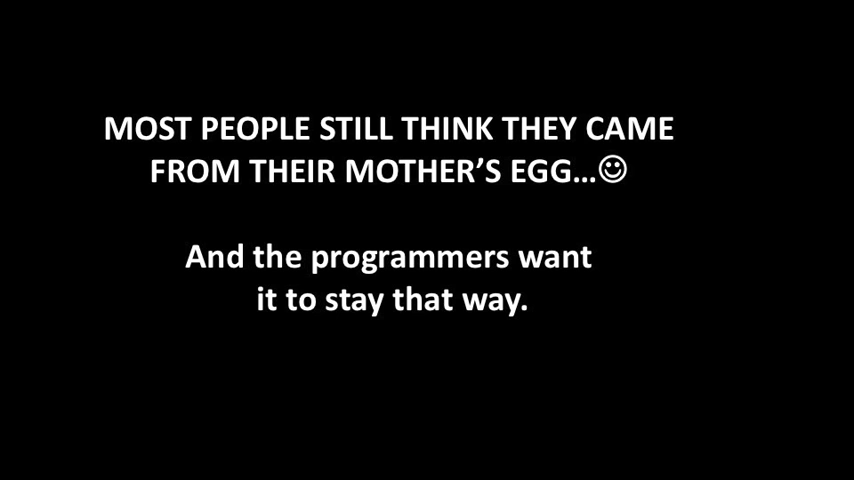 MOST PEOPLE STILL THINK THEY CAME
FROM THEIR MOTHER’S EGG…☺
And the programmers want
it to stay that way.